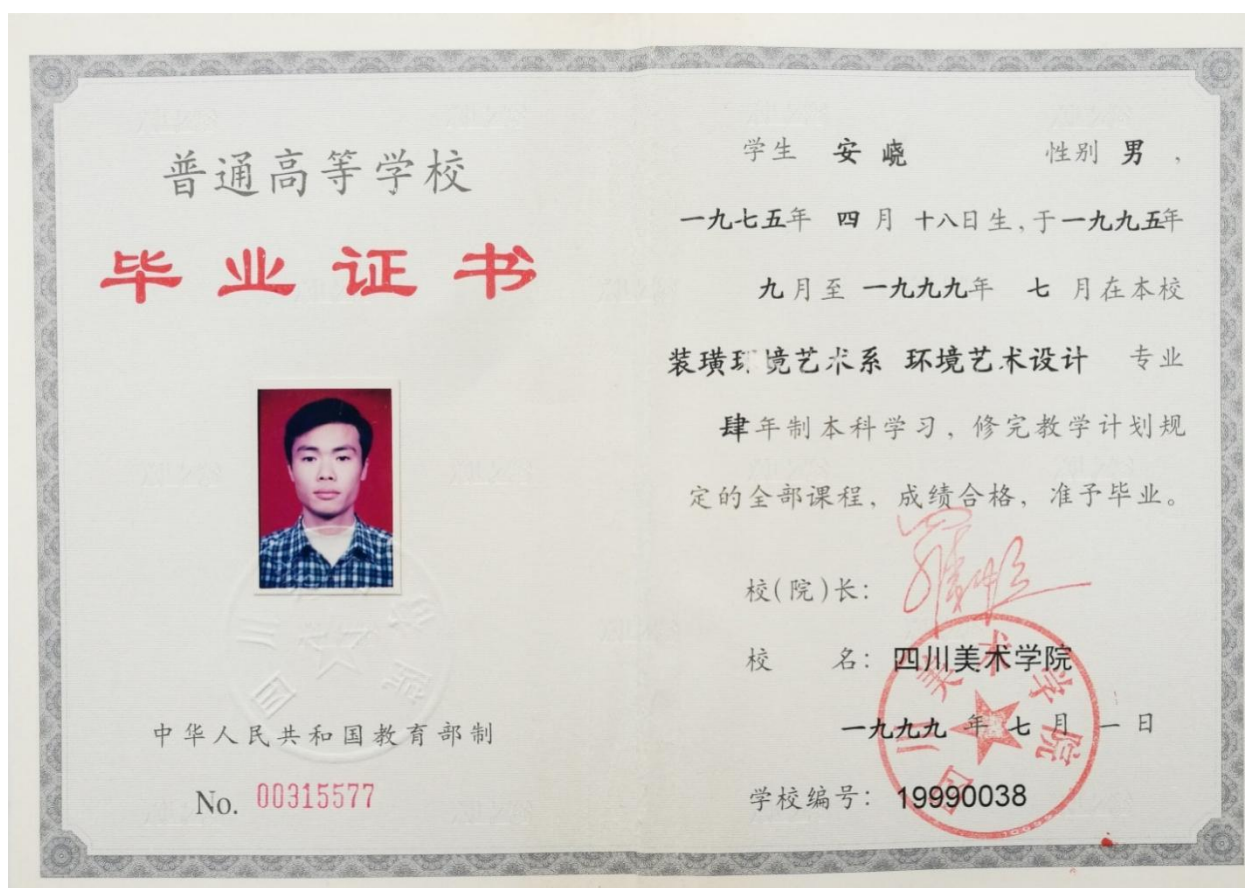 普通高等学校
毕业证书
中华人民共和国教育部制
No. 00315577
学生 安峣 性别 男,
一九七五年 四月 十八日生,于一九九五年
九月至 一九九九年 七月在本校
装璜环境艺术系 环境艺术设计 专业
肆年制本科学习,修完教学计划规
定的全部课程,成绩合格,准予毕业。
校(院)长:
校 名: 四川美术学院
四川美术学院
一九九九年七月一日
学校编号: 19990038